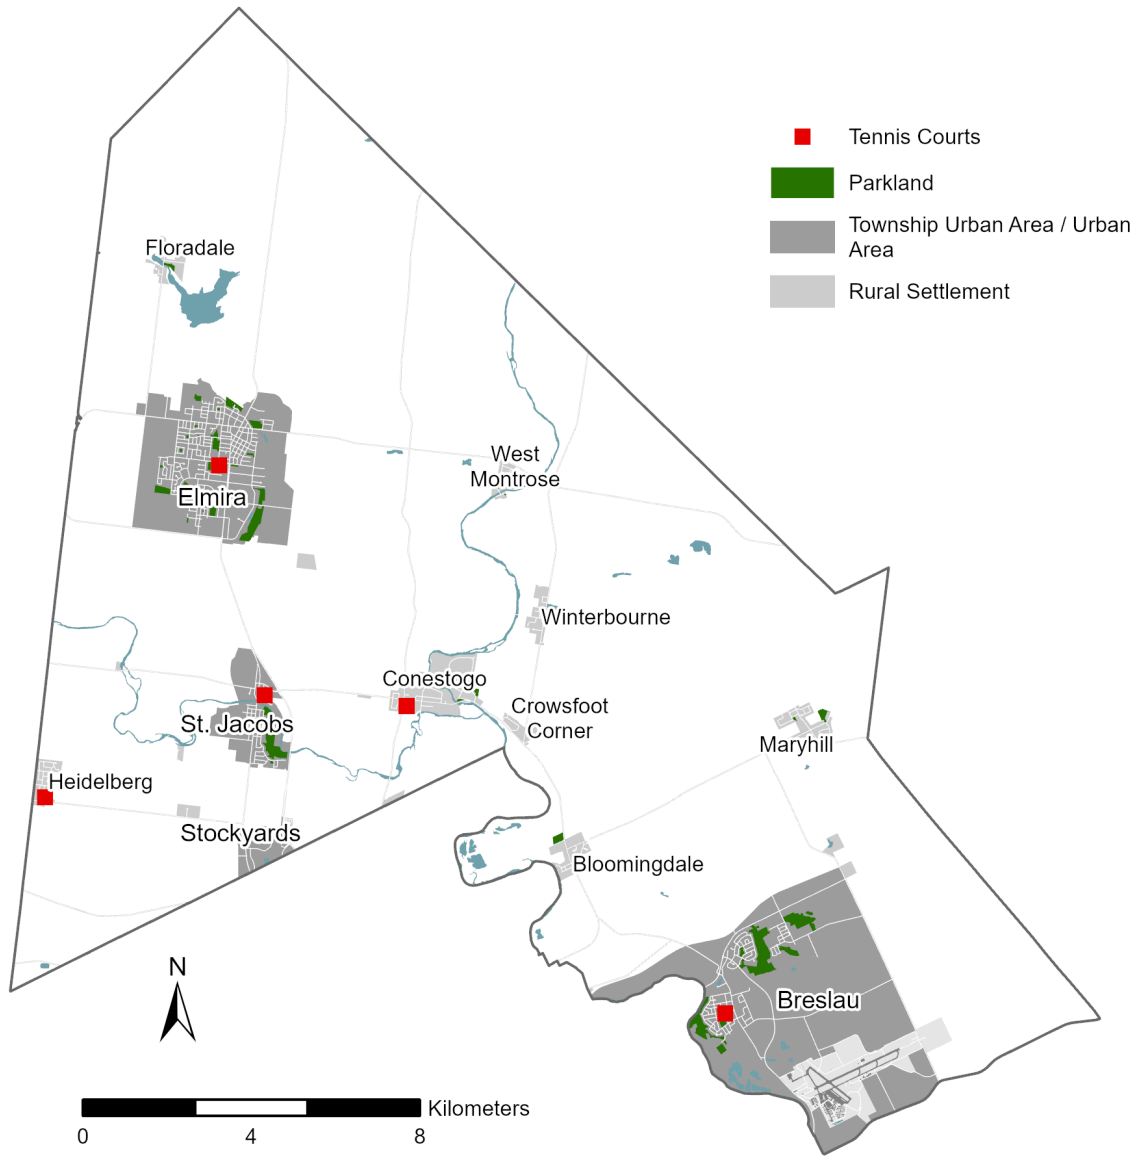 Tennis Courts
Parkland
Township Urban Area / Urban
Area
Rural Settlement
Floradale
West
Montrose
Elmira
Winterbourne
Conestogo
Crowsfoot
Corner
St. Jacobs
Maryhill
Heidelberg
Stockyards
Bloomingdale
N
Breslau
Kilometers
0 4 8